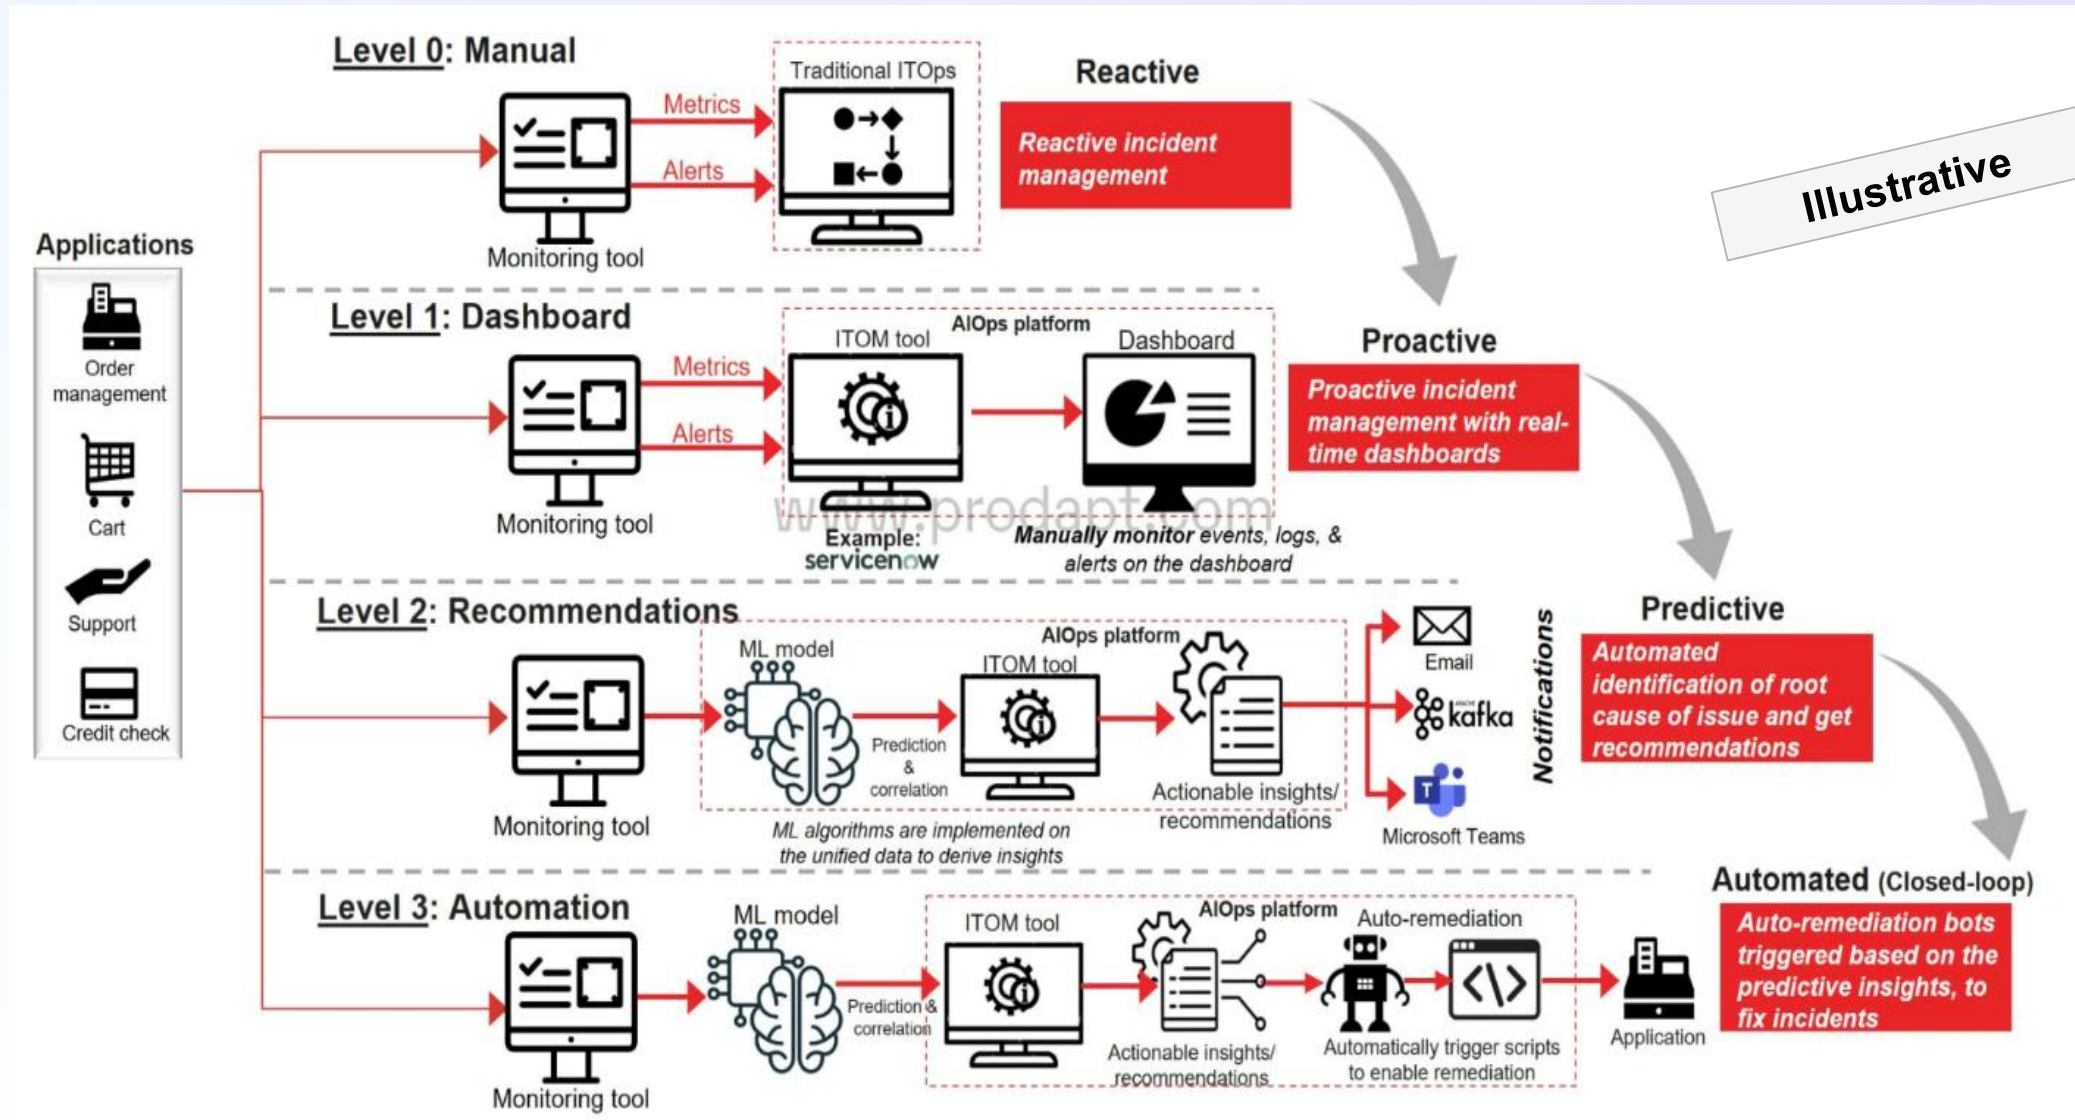 Level 0: Manual
Traditional ITOps
Reactive
Metrics
Alerts
Reactive incident
management
Illustrative
Monitoring tool
Applications
Order
management
Cart
Support
Credit check
Level 1: Dashboard
AIOps platform
ITOM tool
Dashboard
Metrics
Alerts
Proactive
Proactive incident
management with real-
time dashboards
Monitoring tool
www.prodapt.com
Example:
servicenow
Manually monitor events, logs, &
alerts on the dashboard
Level 2: Recommendations
AIOps platform
ML model
ITOM tool
Prediction
&
correlation
Actionable insights/
recommendations
Monitoring tool
ML algorithms are implemented on
the unified data to derive insights
Email
kafka
Microsoft Teams
T
Notifications
Predictive
Automated
identification of root
cause of issue and get
recommendations
Level 3: Automation
ML model
ITOM tool
AIOps platform
Auto-remediation
Prediction &
correlation
Actionable insights/
recommendations
Automatically trigger scripts
to enable remediation
Application
Monitoring tool
Automated (Closed-loop)
Auto-remediation bots
triggered based on the
predictive insights, to
fix incidents